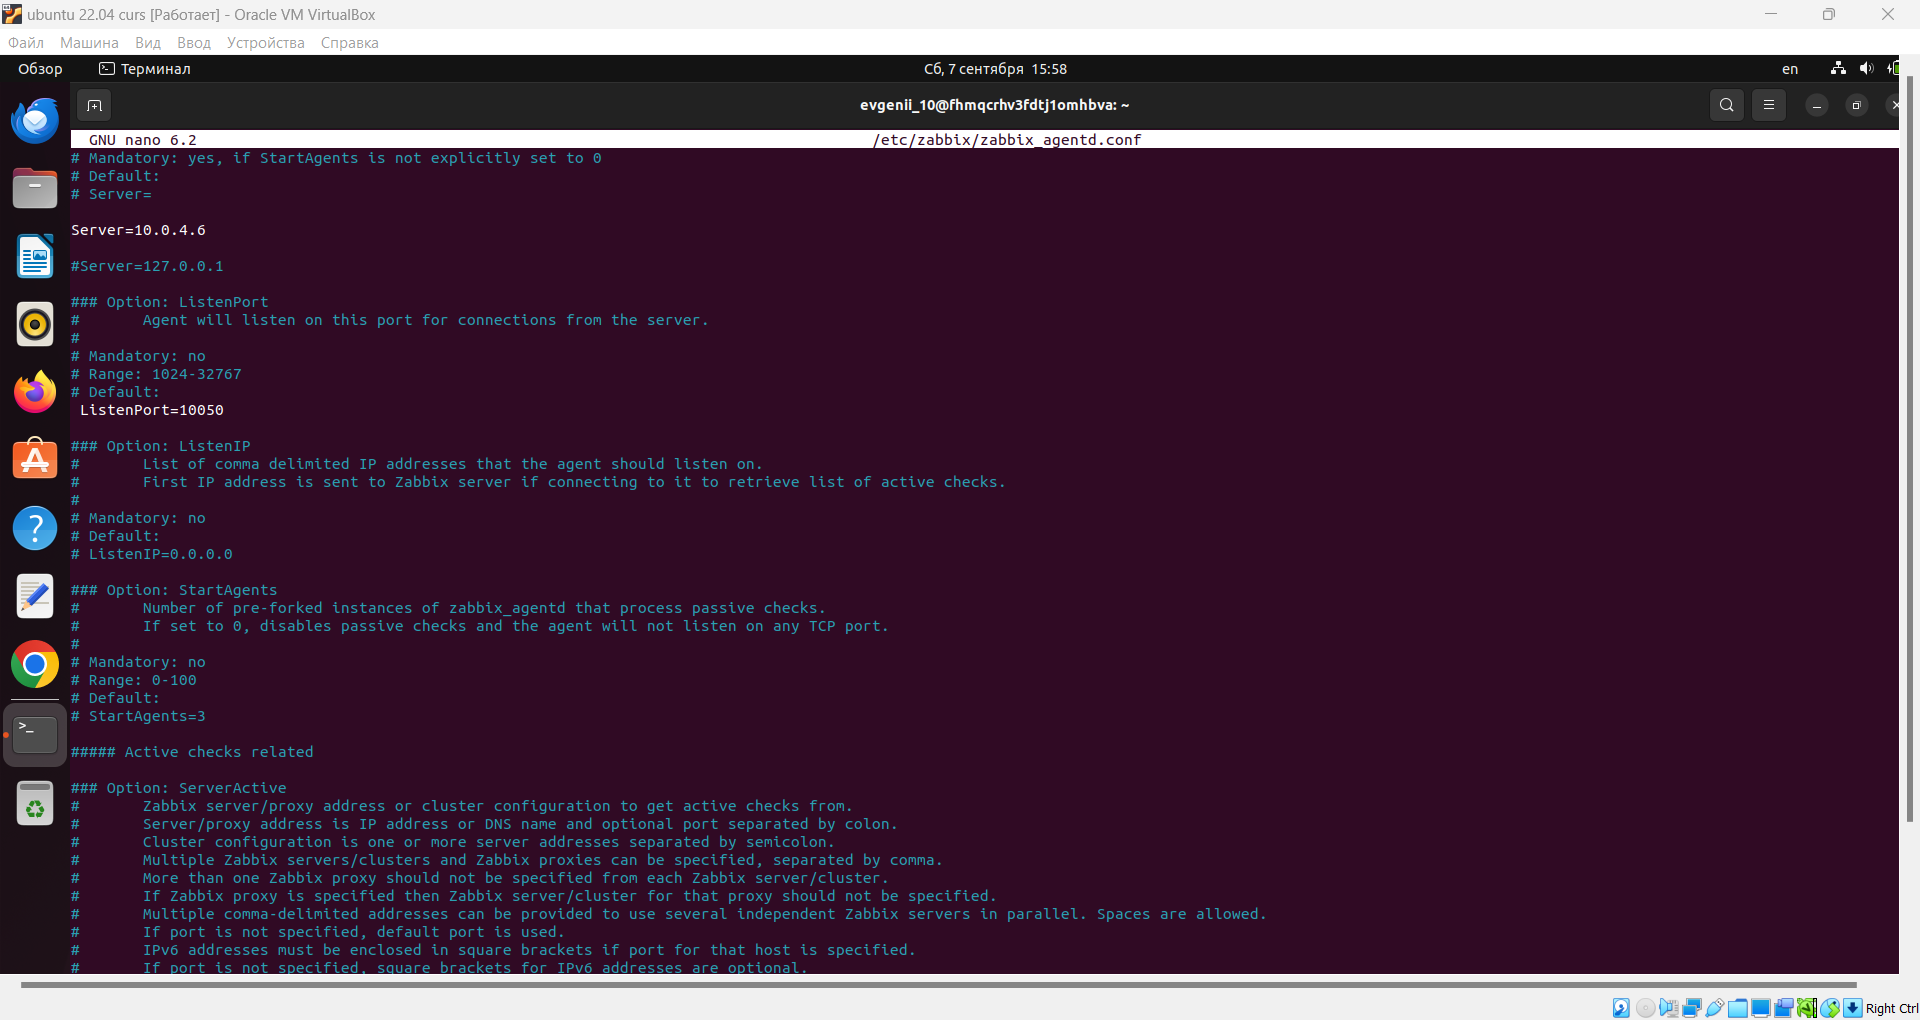 ubuntu 22.04 curs [Работает] - Oracle VM VirtualBox
Файл Машина Вид Ввод Устройства Справка
Обзор Терминал Сб, 7 сентября 15:58 en
evgenii_10@fhmqcrhv3fdtj1omhbva: ~
GNU nano 6.2 /etc/zabbix/zabbix_agentd.conf
# Mandatory: yes, if StartAgents is not explicitly set to 0
# Default:
# Server=
Server=10.0.4.6
#Server=127.0.0.1
### Option: ListenPort
# Agent will listen on this port for connections from the server.
#
# Mandatory: no
# Range: 1024-32767
# Default:
ListenPort=10050
### Option: ListenIP
# List of comma delimited IP addresses that the agent should listen on.
# First IP address is sent to Zabbix server if connecting to it to retrieve list of active checks.
#
# Mandatory: no
# Default:
# ListenIP=0.0.0.0
### Option: StartAgents
# Number of pre-forked instances of zabbix_agentd that process passive checks.
# If set to 0, disables passive checks and the agent will not listen on any TCP port.
#
# Mandatory: no
# Range: 0-100
# Default:
# StartAgents=3
##### Active checks related
### Option: ServerActive
# Zabbix server/proxy address or cluster configuration to get active checks from.
# Server/proxy address is IP address or DNS name and optional port separated by colon.
# Cluster configuration is one or more server addresses separated by semicolon.
# Multiple Zabbix servers/clusters and Zabbix proxies can be specified, separated by comma.
# More than one Zabbix proxy should not be specified from each Zabbix server/cluster.
# If Zabbix proxy is specified then Zabbix server/cluster for that proxy should not be specified.
# Multiple comma-delimited addresses can be provided to use several independent Zabbix servers in parallel. Spaces are allowed.
# If port is not specified, default port is used.
# IPv6 addresses must be enclosed in square brackets if port for that host is specified.
# If port is not specified, square brackets for IPv6 addresses are optional.
Right Ctrl